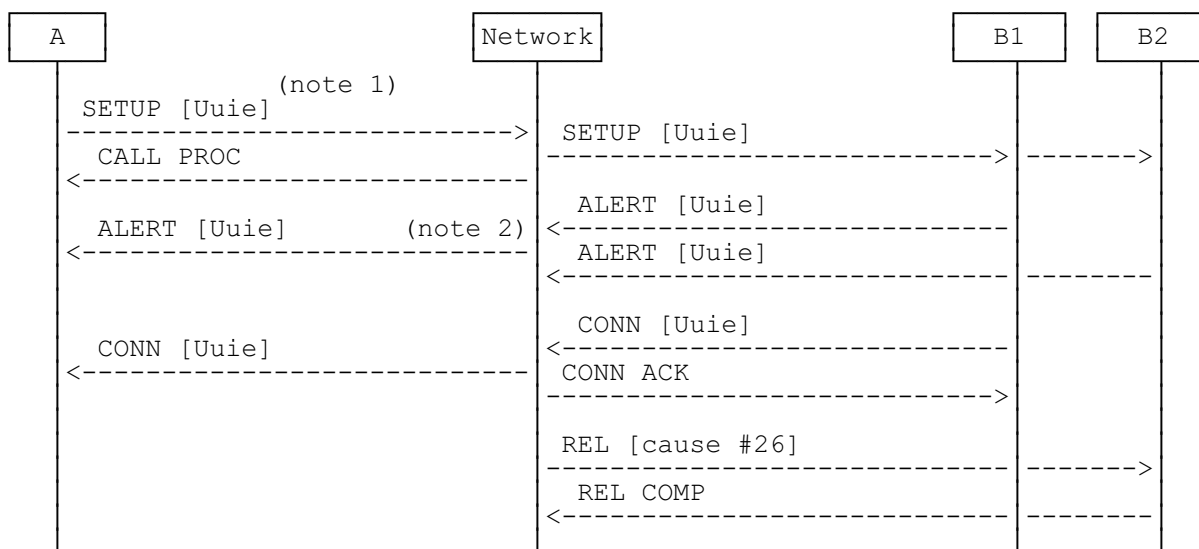 A Network B1 B2
(note 1)
SETUP [Uuie]
SETUP [Uuie]
CALL PROC
ALERT [Uuie]
ALERT [Uuie] (note 2)
ALERT [Uuie]
CONN [Uuie]
CONN [Uuie]
CONN ACK
REL [cause #26]
REL COMP